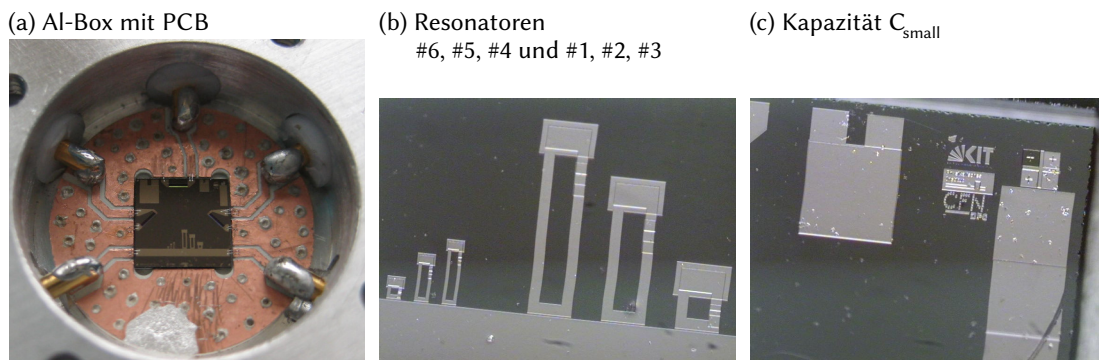 (a) Al-Box mit PCB
(b) Resonatoren
#6, #5, #4 und #1, #2, #3
(c) Kapazität C_small
KIT
CFN